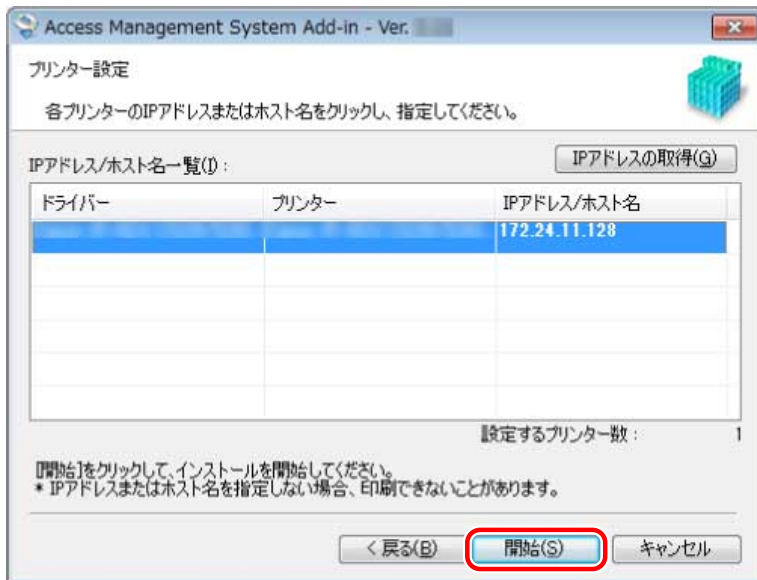 Access Management System Add-in - Ver.
プリンター設定
各プリンターのIPアドレスまたはホスト名をクリックし、指定してください。
IPアドレス/ホスト名一覧(I):
IPアドレスの取得(G)
ドライバー プリンター IPアドレス/ホスト名
172.24.11.128
設定するプリンター数: 1
[開始]をクリックして、インストールを開始してください。
* IPアドレスまたはホスト名を指定しない場合、印刷できないことがあります。
< 戻る(B) 開始(S) キャンセル